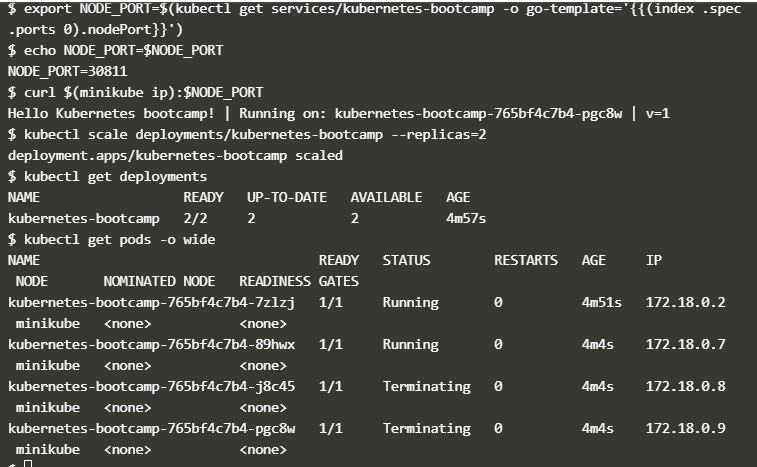 $ export NODE_PORT=$(kubectl get services/kubernetes-bootcamp -o go-template='{{(index .spec
.ports 0).nodePort}}')
$ echo NODE_PORT=$NODE_PORT
NODE_PORT=30811
$ curl $(minikube ip):$NODE_PORT
Hello Kubernetes bootcamp! | Running on: kubernetes-bootcamp-765bf4c7b4-pgc8w | v=1
$ kubectl scale deployments/kubernetes-bootcamp --replicas=2
deployment.apps/kubernetes-bootcamp scaled
$ kubectl get deployments
NAME                  READY   UP-TO-DATE   AVAILABLE   AGE
kubernetes-bootcamp   2/2     2            2           4m57s
$ kubectl get pods -o wide
NAME                                   READY   STATUS        RESTARTS   AGE     IP
 NODE       NOMINATED NODE   READINESS GATES
kubernetes-bootcamp-765bf4c7b4-7zlzj   1/1     Running       0          4m51s   172.18.0.2
 minikube   <none>           <none>
kubernetes-bootcamp-765bf4c7b4-89hwx   1/1     Running       0          4m4s    172.18.0.7
 minikube   <none>           <none>
kubernetes-bootcamp-765bf4c7b4-j8c45   1/1     Terminating   0          4m4s    172.18.0.8
 minikube   <none>           <none>
kubernetes-bootcamp-765bf4c7b4-pgc8w   1/1     Terminating   0          4m4s    172.18.0.9
 minikube   <none>           <none>
$